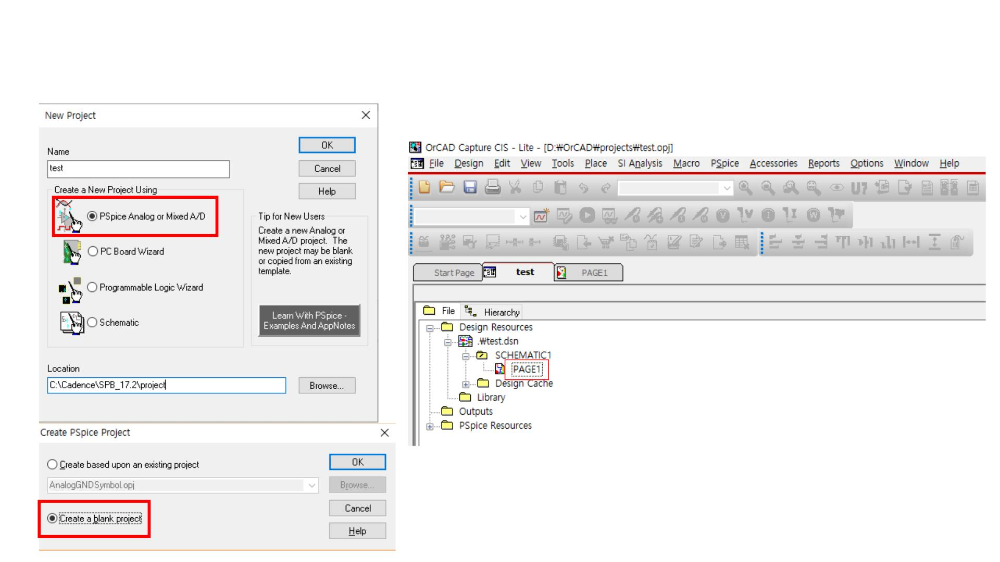 New Project
Name
test
OK
Cancel
Help
Create a New Project Using
PSpice Analog or Mixed A/D
PC Board Wizard
Programmable Logic Wizard
Schematic
Tip for New Users
Create a new Analog or
Mixed A/D project. The
new project may be blank
or copied from an existing
template.
Learn With PSpice -
Examples And AppNotes
Location
C:\Cadence\SPB_17.2\project
Browse...
Create PSpice Project
Create based upon an existing project
AnalogGNDSymbol.opj
Create a blank project
OK
Browse...
Cancel
Help
OrCAD Capture CIS - Lite - [D:₩OrCAD₩projects₩test.opj]
File Design Edit View Tools Place SI Analysis Macro PSpice Accessories Reports Options Window Help
U?
V V I I W
Start Page test PAGE1
File Hierarchy
Design Resources
.₩test.dsn
SCHEMATIC1
PAGE1
Design Cache
Library
Outputs
PSpice Resources